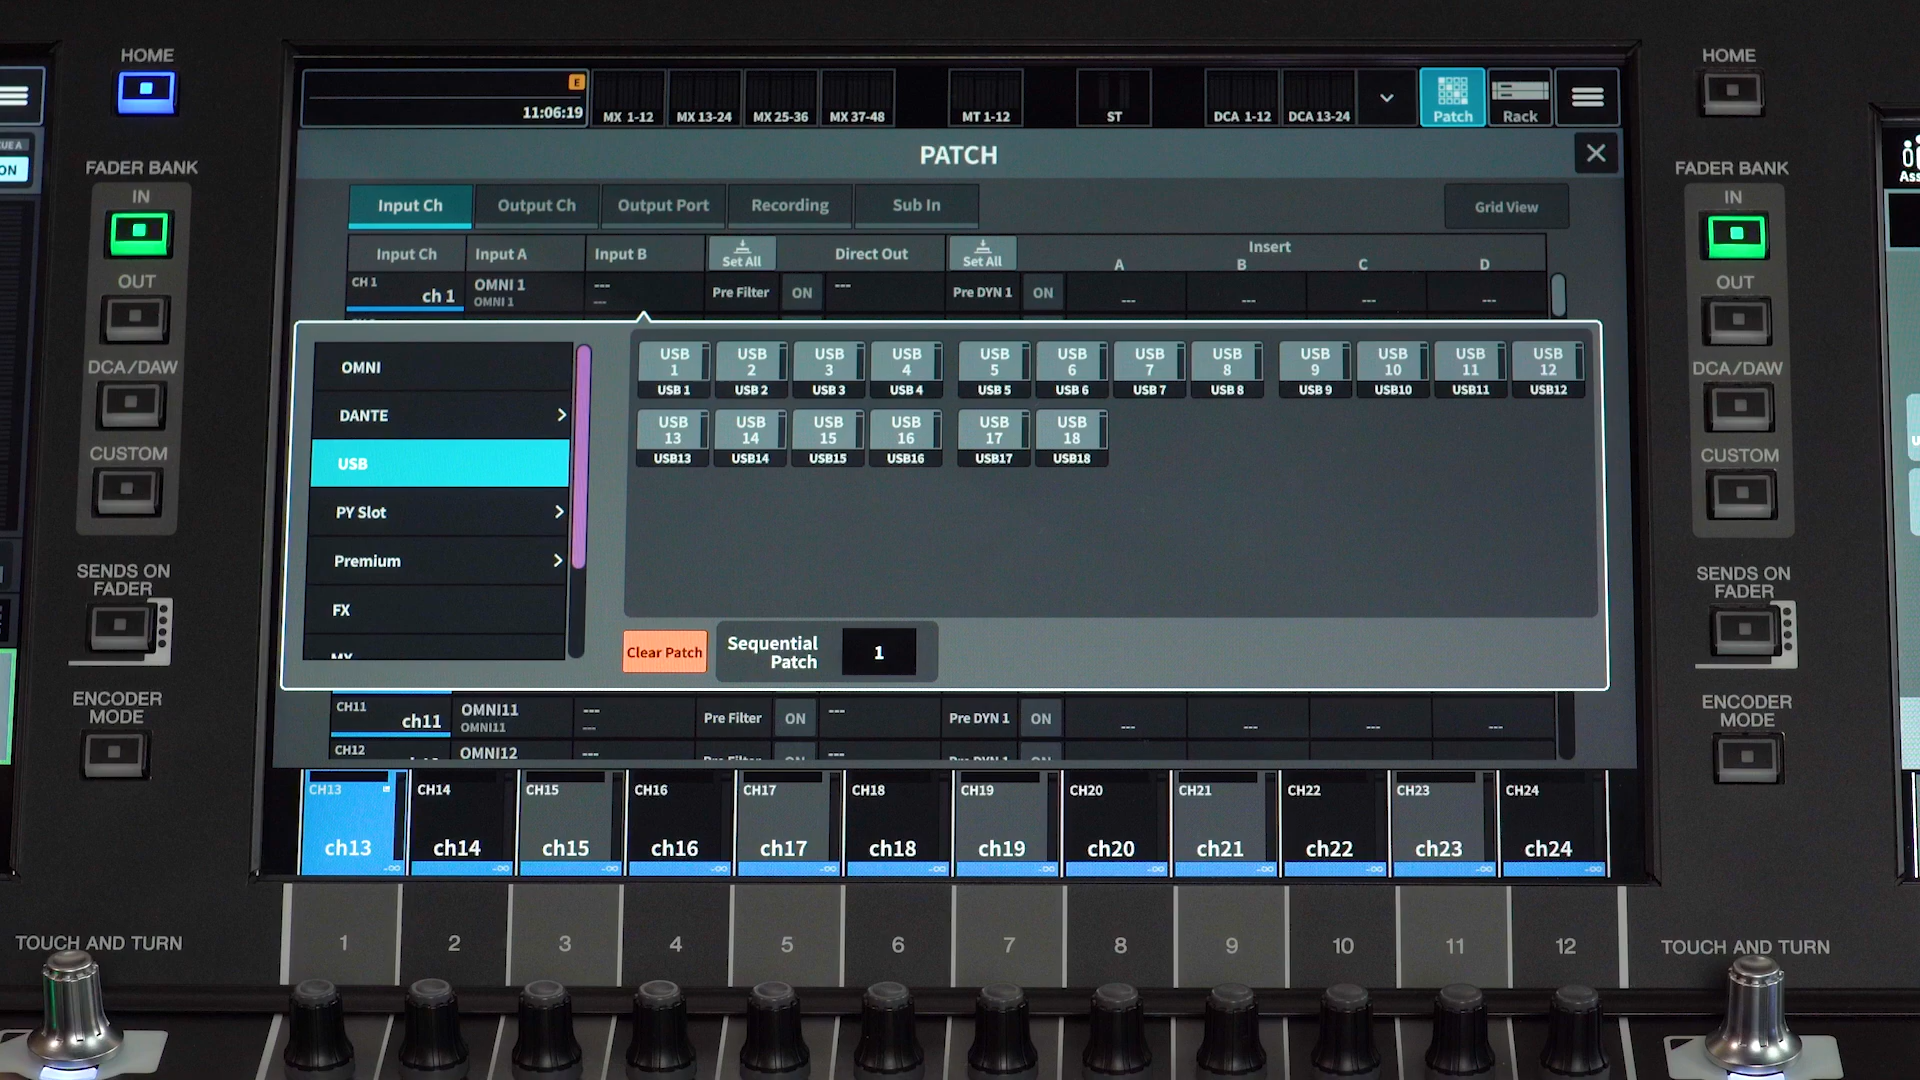 HOME
FADER BANK
IN
OUT
DCA/DAW
CUSTOM
SENDS ON
FADER
ENCODER
MODE
TOUCH AND TURN
ON
E
11:06:19
MX 1-12
MX 13-24
MX 25-36
MX 37-48
MT 1-12
ST
DCA 1-12
DCA 13-24
Patch
Rack
PATCH
Input Ch
Output Ch
Output Port
Recording
Sub In
Grid View
Input Ch
Input A
Input B
Set All
Direct Out
Set All
Insert
A
B
C
D
CH 1
ch 1
OMNI 1
OMNI 1
---
---
Pre Filter
ON
---
Pre DYN 1
ON
---
---
---
---
OMNI
DANTE
USB
PY Slot
Premium
FX
MX
USB
1
USB 1
USB
2
USB 2
USB
3
USB 3
USB
4
USB 4
USB
5
USB 5
USB
6
USB 6
USB
7
USB 7
USB
8
USB 8
USB
9
USB 9
USB
10
USB10
USB
11
USB11
USB
12
USB12
USB
13
USB13
USB
14
USB14
USB
15
USB15
USB
16
USB16
USB
17
USB17
USB
18
USB18
Clear Patch
Sequential
Patch
1
CH11
ch11
OMNI11
OMNI11
---
---
Pre Filter
ON
---
Pre DYN 1
ON
---
---
---
---
CH12
OMNI12
---
Pre Filter
ON
---
Pre DYN 1
ON
CH13
ch13
-∞
CH14
ch14
-∞
CH15
ch15
-∞
CH16
ch16
-∞
CH17
ch17
-∞
CH18
ch18
-∞
CH19
ch19
-∞
CH20
ch20
-∞
CH21
ch21
-∞
CH22
ch22
-∞
CH23
ch23
-∞
CH24
ch24
-∞
1
2
3
4
5
6
7
8
9
10
11
12
HOME
FADER BANK
IN
OUT
DCA/DAW
CUSTOM
SENDS ON
FADER
ENCODER
MODE
TOUCH AND TURN